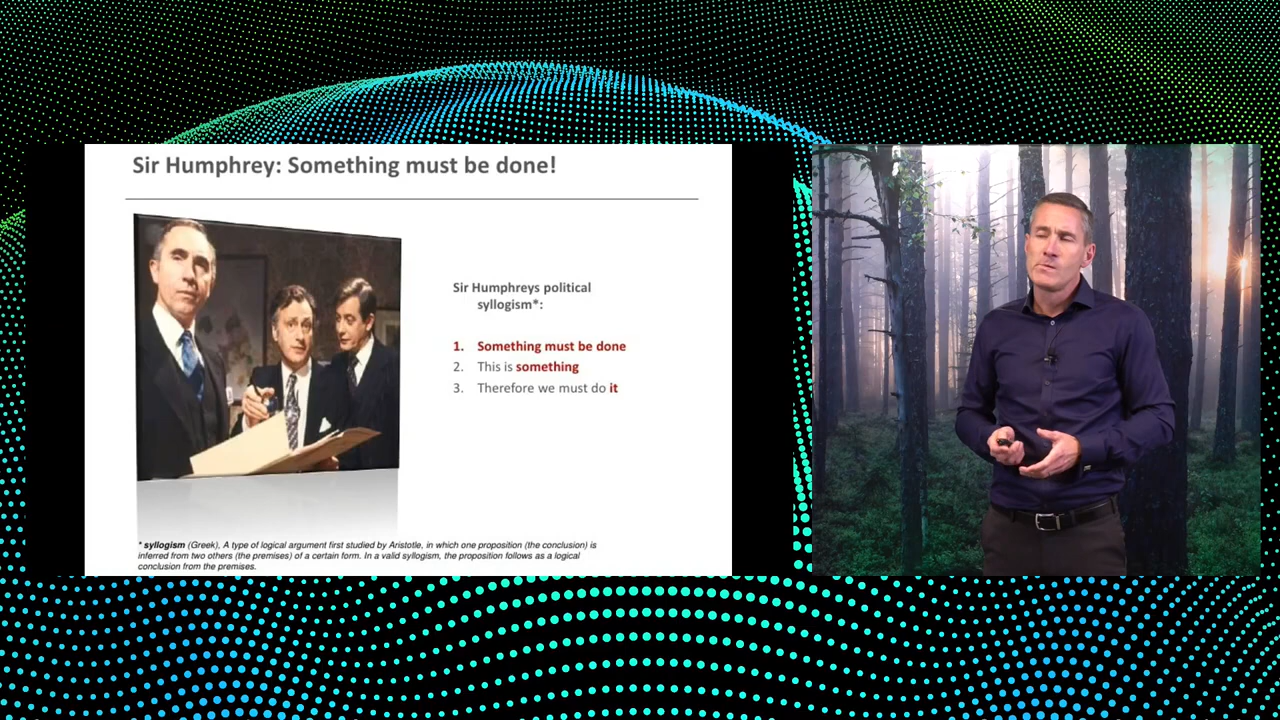 Sir Humphrey: Something must be done!
Sir Humphreys political
syllogism*:
1. Something must be done
2. This is something
3. Therefore we must do it
* syllogism (Greek), A type of logical argument first studied by Aristotle, in which one proposition (the conclusion) is
inferred from two others (the premises) of a certain form. In a valid syllogism, the proposition follows as a logical
conclusion from the premises.